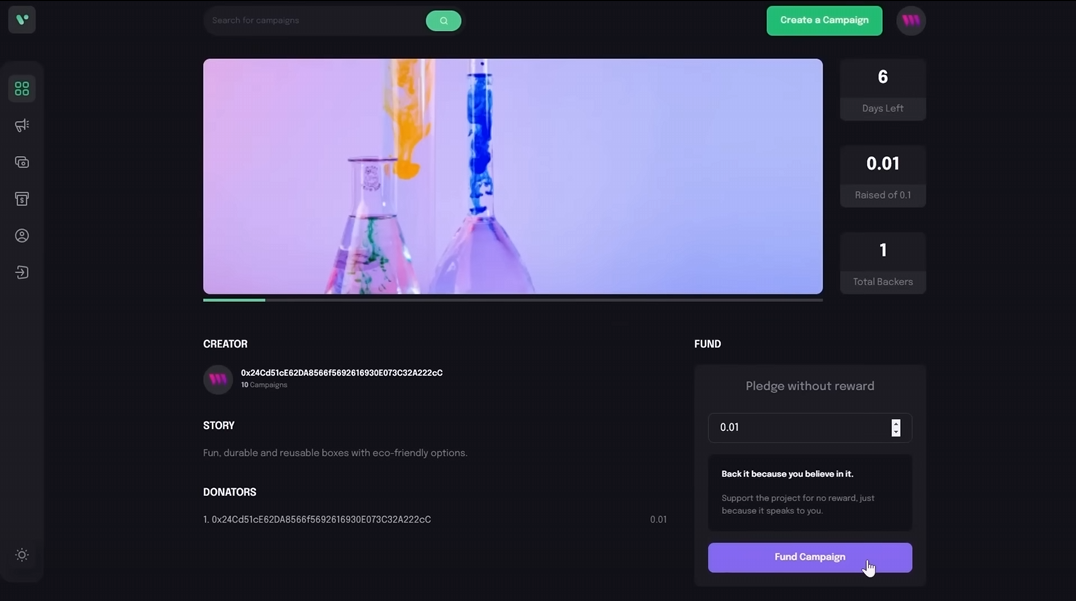 Search for campaigns
Create a Campaign
6
Days Left
0.01
Raised of 0.1
1
Total Backers
CREATOR
0x24Cd51cE62DA8566f5692616930E073C32A222cC
10 Campaigns
STORY
Fun, durable and reusable boxes with eco-friendly options.
DONATORS
1. 0x24Cd51cE62DA8566f5692616930E073C32A222cC
0.01
FUND
Pledge without reward
0.01
Back it because you believe in it.
Support the project for no reward, just
because it speaks to you.
Fund Campaign